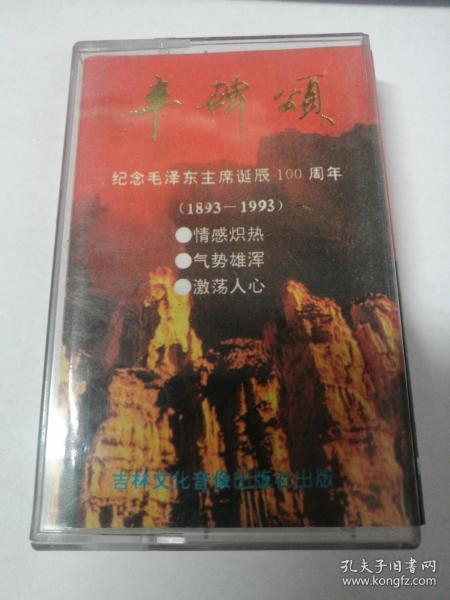 丰碑颂
纪念毛泽东主席诞辰100周年
(1893－1993)
●情感炽热
●气势雄浑
●激荡人心
吉林文化音像出版社出版
孔夫子旧书网
www.kongfz.com